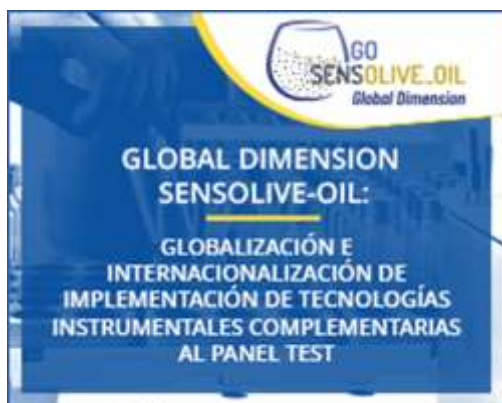 GO
SENSOLIVE_OIL
Global Dimension
GLOBAL DIMENSION
SENSOLIVE-OIL:
GLOBALIZACIÓN E
INTERNACIONALIZACIÓN DE
IMPLEMENTACIÓN DE TECNOLOGÍAS
INSTRUMENTALES COMPLEMENTARIAS
AL PANEL TEST